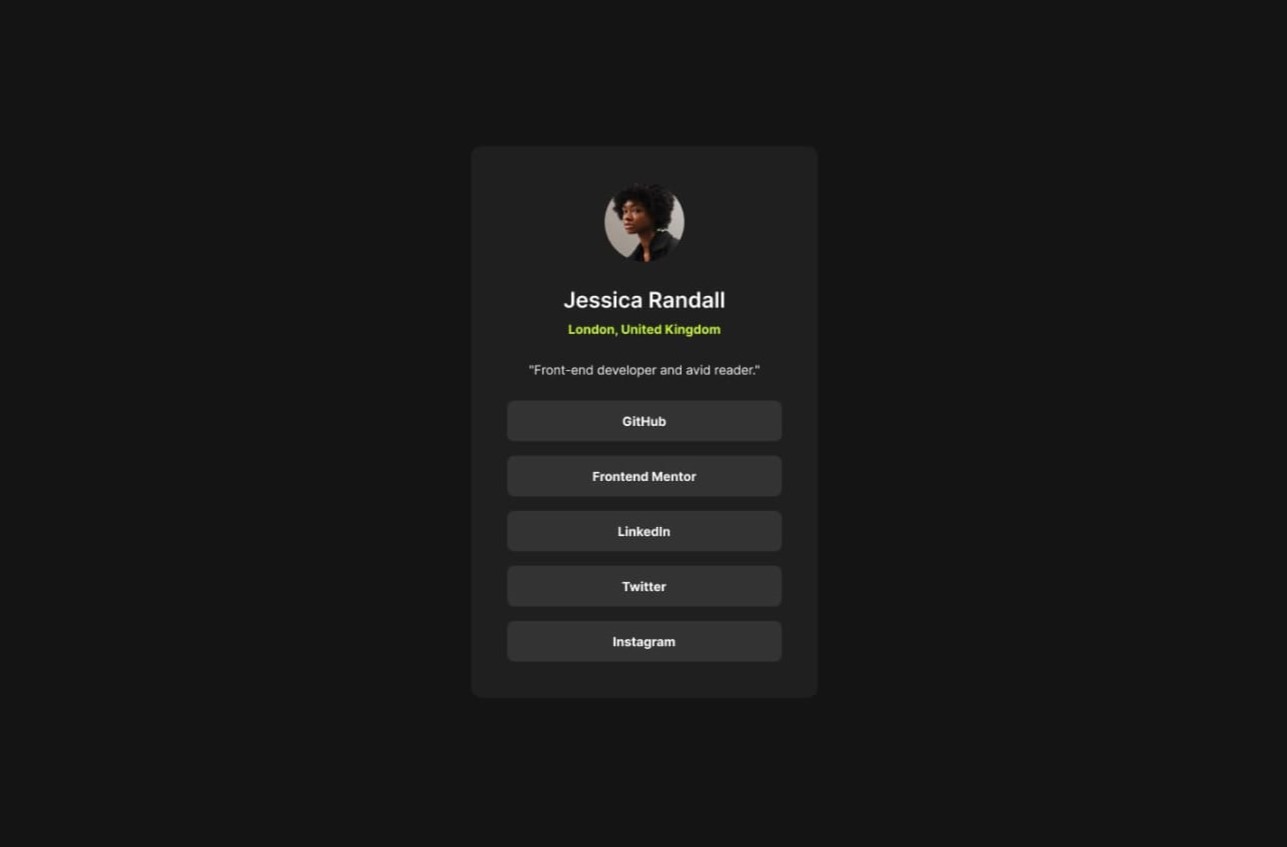 Jessica Randall
London, United Kingdom
"Front-end developer and avid reader."
GitHub
Frontend Mentor
LinkedIn
Twitter
Instagram